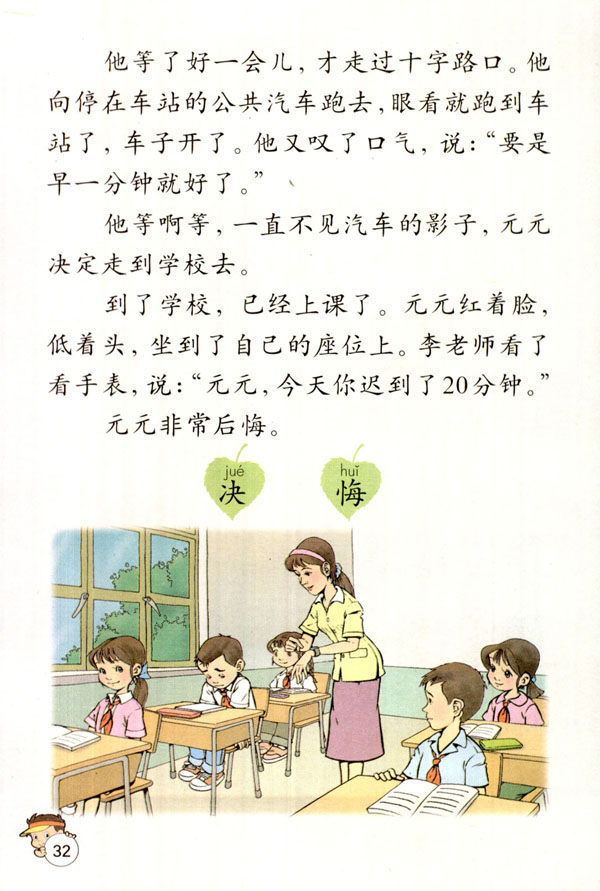 他等了好一会儿，才走过十字路口。他
向停在车站的公共汽车跑去，眼看就跑到车
站了，车子开了。他又叹了口气，说：“要是
早一分钟就好了。”
他等啊等，一直不见汽车的影子，元元
决定走到学校去。
到了学校，已经上课了。元元红着脸，
低着头，坐到了自己的座位上。李老师看了
看手表，说：“元元，今天你迟到了20分钟。”
元元非常后悔。
jué huǐ
决 悔
32